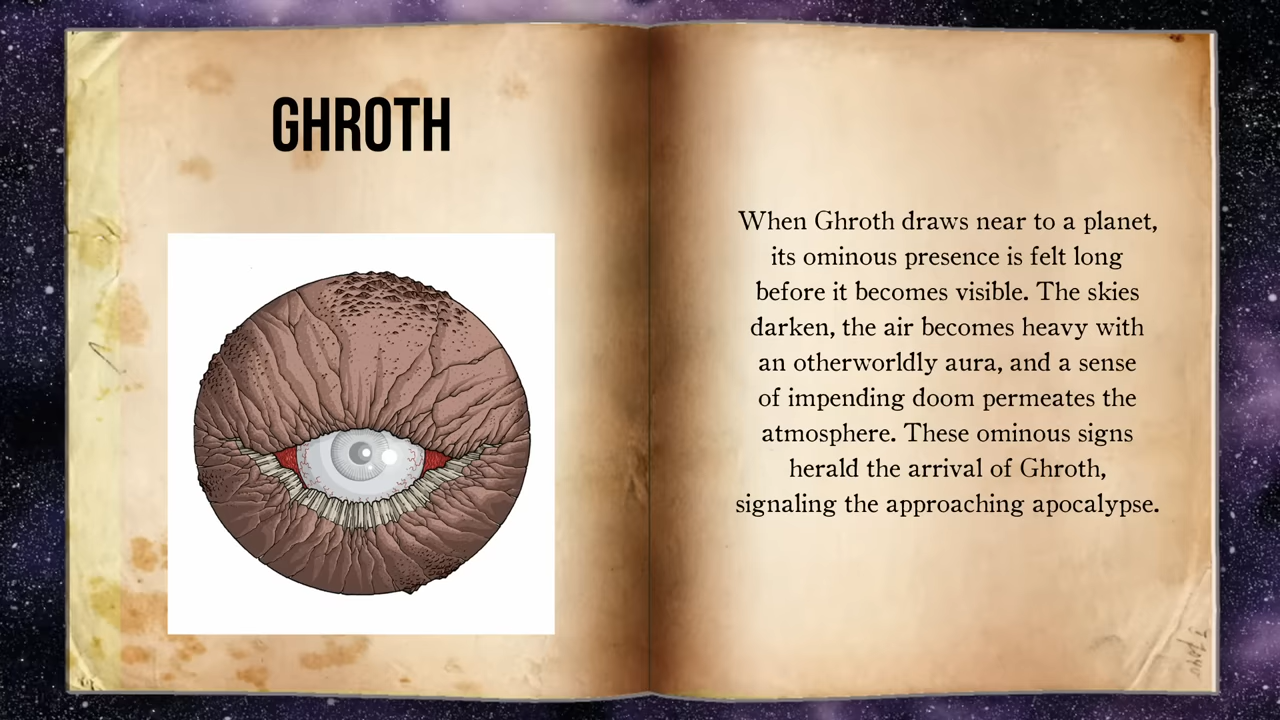 GHROTH
When Ghroth draws near to a planet,
its ominous presence is felt long
before it becomes visible. The skies
darken, the air becomes heavy with
an otherworldly aura, and a sense
of impending doom permeates the
atmosphere. These ominous signs
herald the arrival of Ghroth,
signaling the approaching apocalypse.